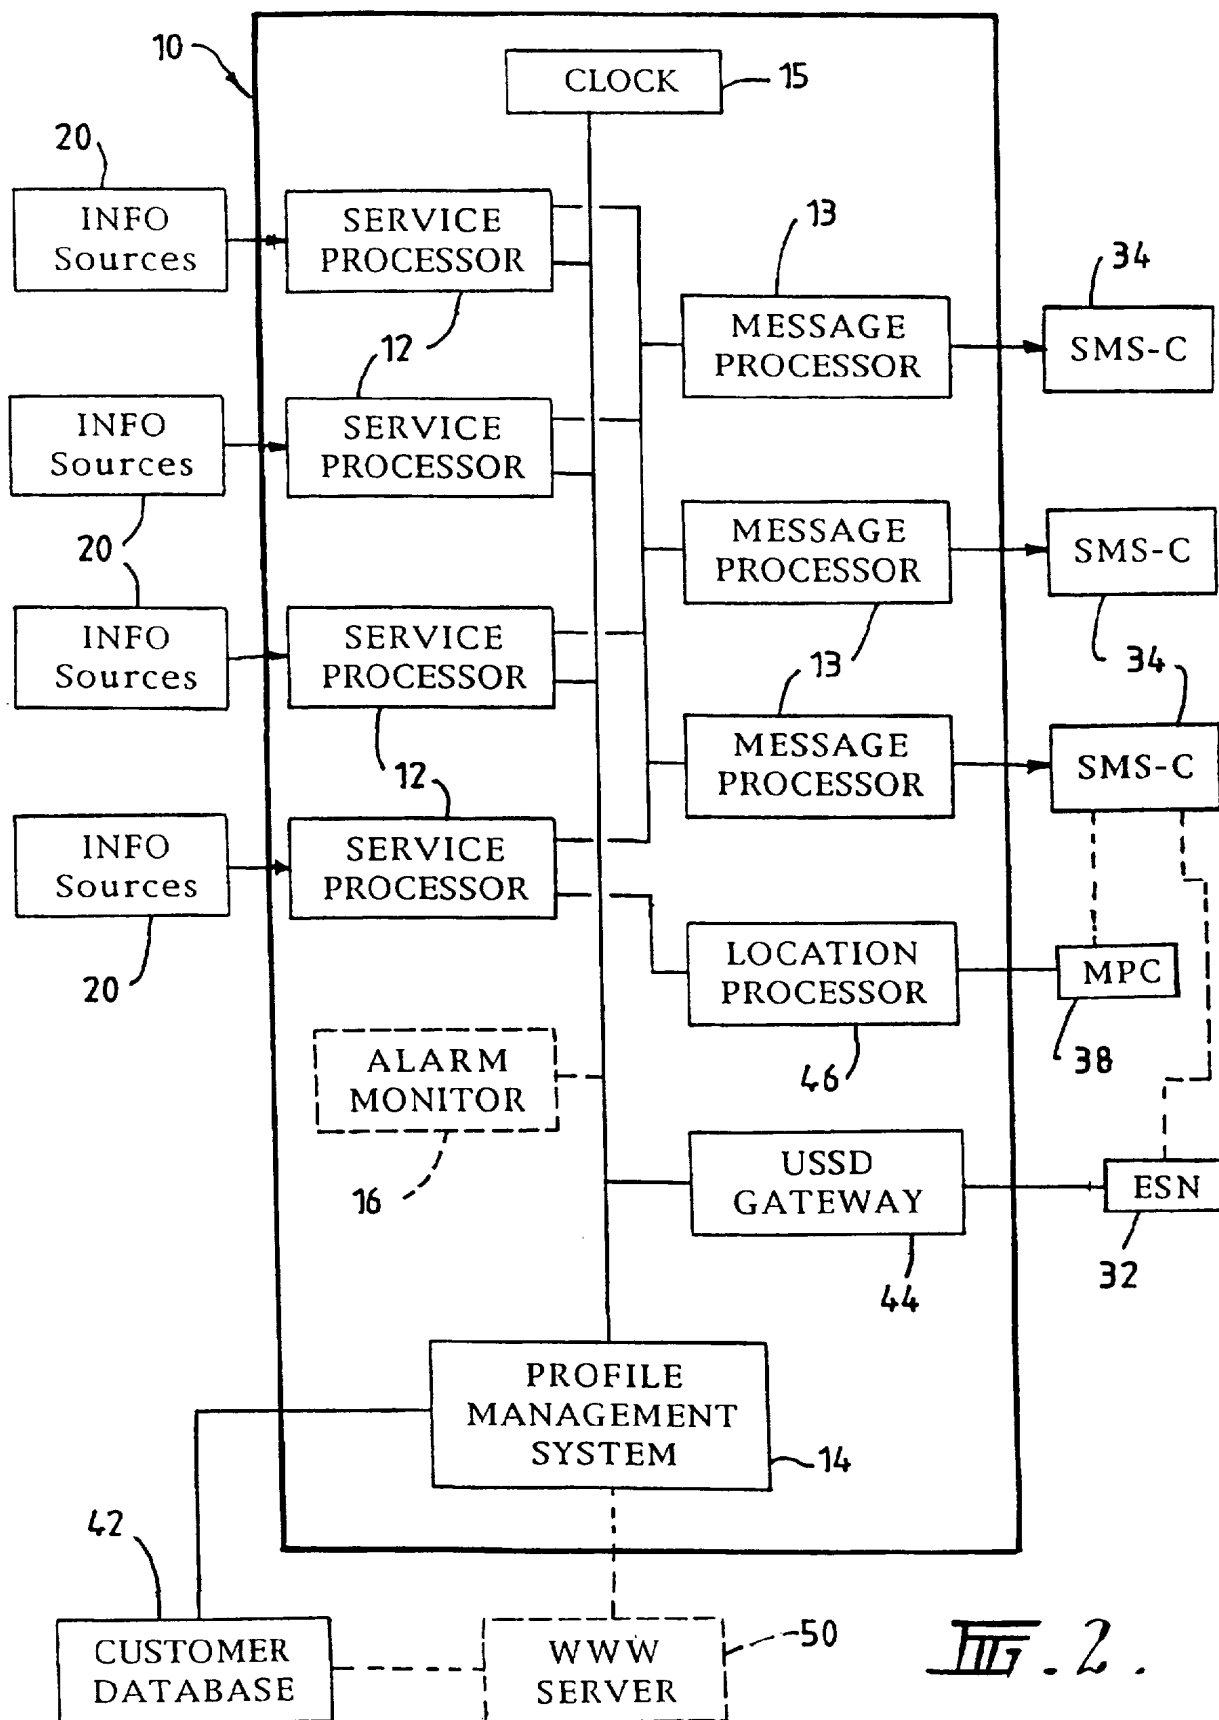 10
CLOCK
15
20
INFO
Sources
SERVICE
PROCESSOR
13
34
MESSAGE
PROCESSOR
SMS-C
12
INFO
Sources
SERVICE
PROCESSOR
20
MESSAGE
PROCESSOR
SMS-C
INFO
Sources
SERVICE
PROCESSOR
13
34
12
MESSAGE
PROCESSOR
SMS-C
INFO
Sources
SERVICE
PROCESSOR
20
LOCATION
PROCESSOR
MPC
38
46
ALARM
MONITOR
16
USSD
GATEWAY
ESN
32
44
PROFILE
MANAGEMENT
SYSTEM
14
42
CUSTOMER
DATABASE
WWW
SERVER
50
FIG. 2.